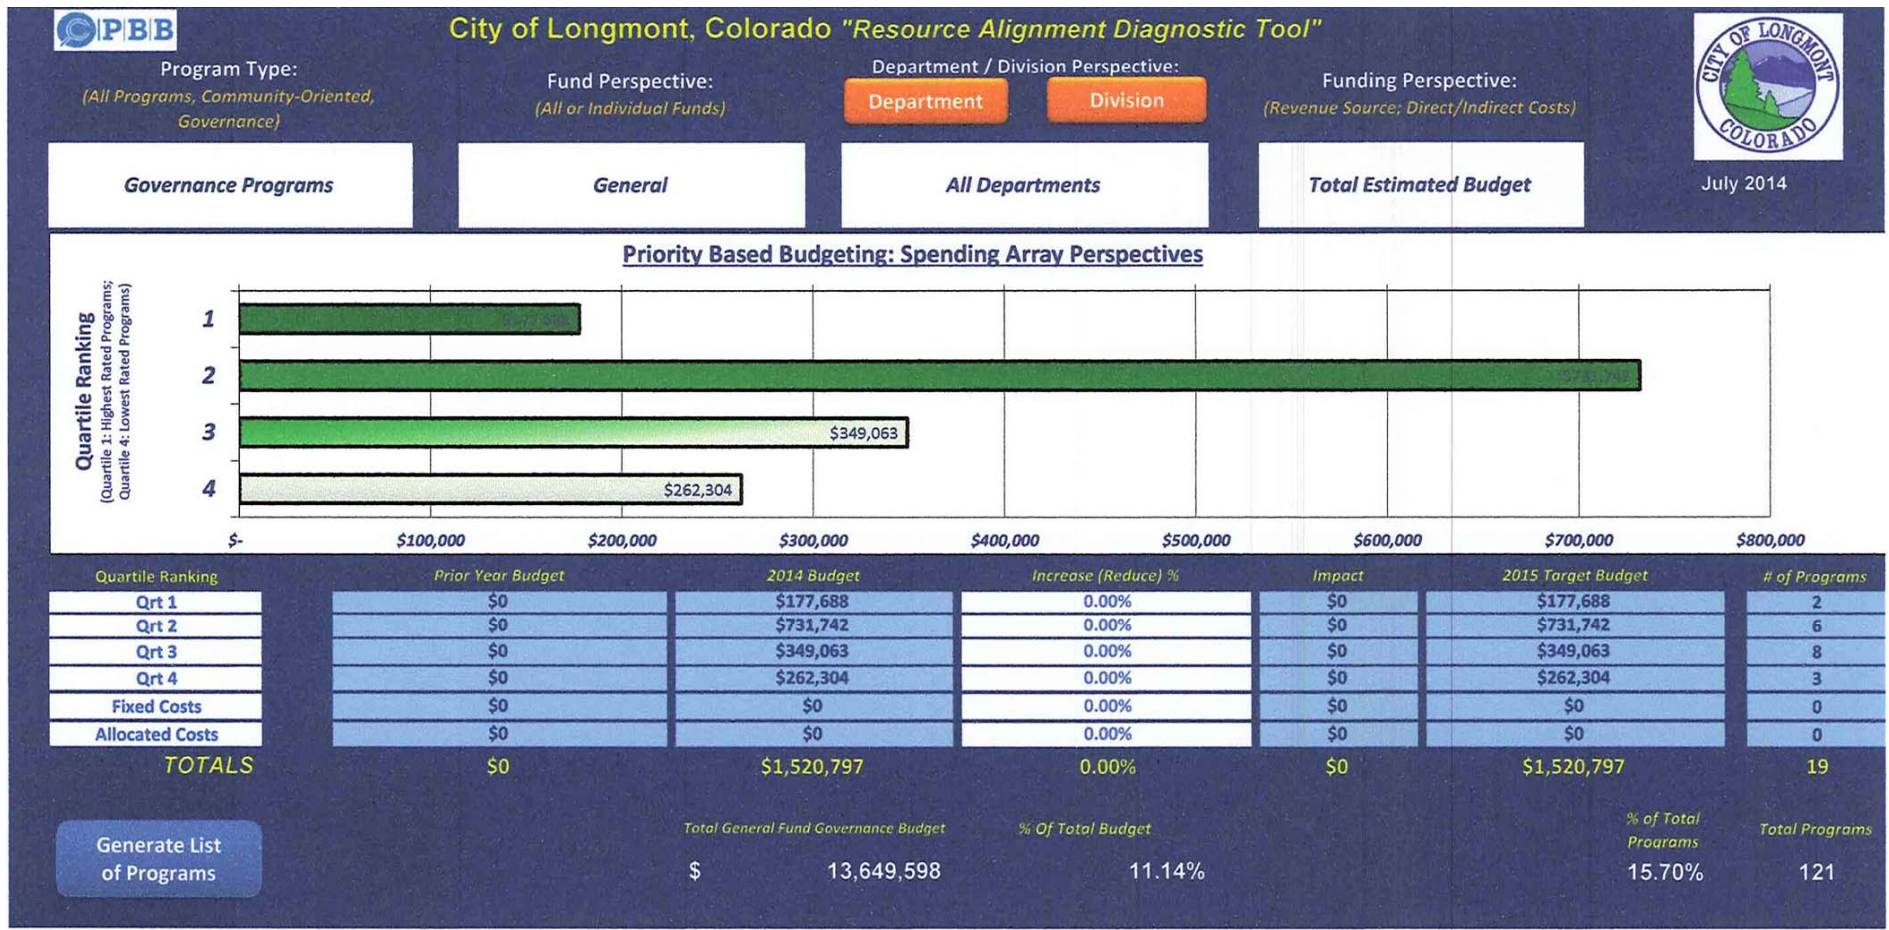 PBB
City of Longmont, Colorado "Resource Alignment Diagnostic Tool"
CITY OF LONGMONT
COLORADO
July 2014
Program Type:
(All Programs, Community-Oriented,
Governance)
Fund Perspective:
(All or Individual Funds)
Department / Division Perspective:
Department Division
Funding Perspective:
(Revenue Source; Direct/Indirect Costs)
Governance Programs General All Departments Total Estimated Budget
Priority Based Budgeting: Spending Array Perspectives
Quartile Ranking
(Quartile 1: Highest Rated Programs;
Quartile 4: Lowest Rated Programs)
1
2 $731,742
3 $349,063
4 $262,304
$- $100,000 $200,000 $300,000 $400,000 $500,000 $600,000 $700,000 $800,000
Quartile Ranking Prior Year Budget 2014 Budget Increase (Reduce) % Impact 2015 Target Budget # of Programs
Qrt 1 $0 $177,688 0.00% $0 $177,688 2
Qrt 2 $0 $731,742 0.00% $0 $731,742 6
Qrt 3 $0 $349,063 0.00% $0 $349,063 8
Qrt 4 $0 $262,304 0.00% $0 $262,304 3
Fixed Costs $0 $0 0.00% $0 $0 0
Allocated Costs $0 $0 0.00% $0 $0 0
TOTALS $0 $1,520,797 0.00% $0 $1,520,797 19
Generate List
of Programs
Total General Fund Governance Budget % Of Total Budget
$ 13,649,598 11.14%
% of Total
Programs
Total Programs
15.70% 121